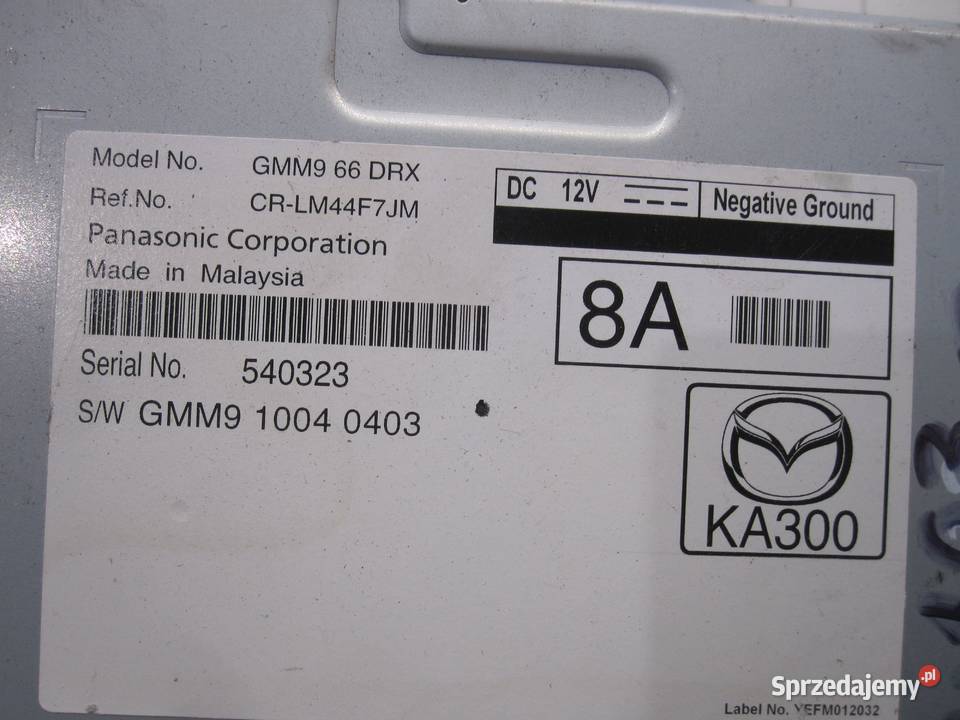 Model No. GMM9 66 DRX
Ref.No. CR-LM44F7JM
Panasonic Corporation
Made in Malaysia
Serial No. 540323
S/W GMM9 1004 0403
DC 12V Negative Ground
8A
KA300
Label No. YEFM012032
Sprzedajemy.pl